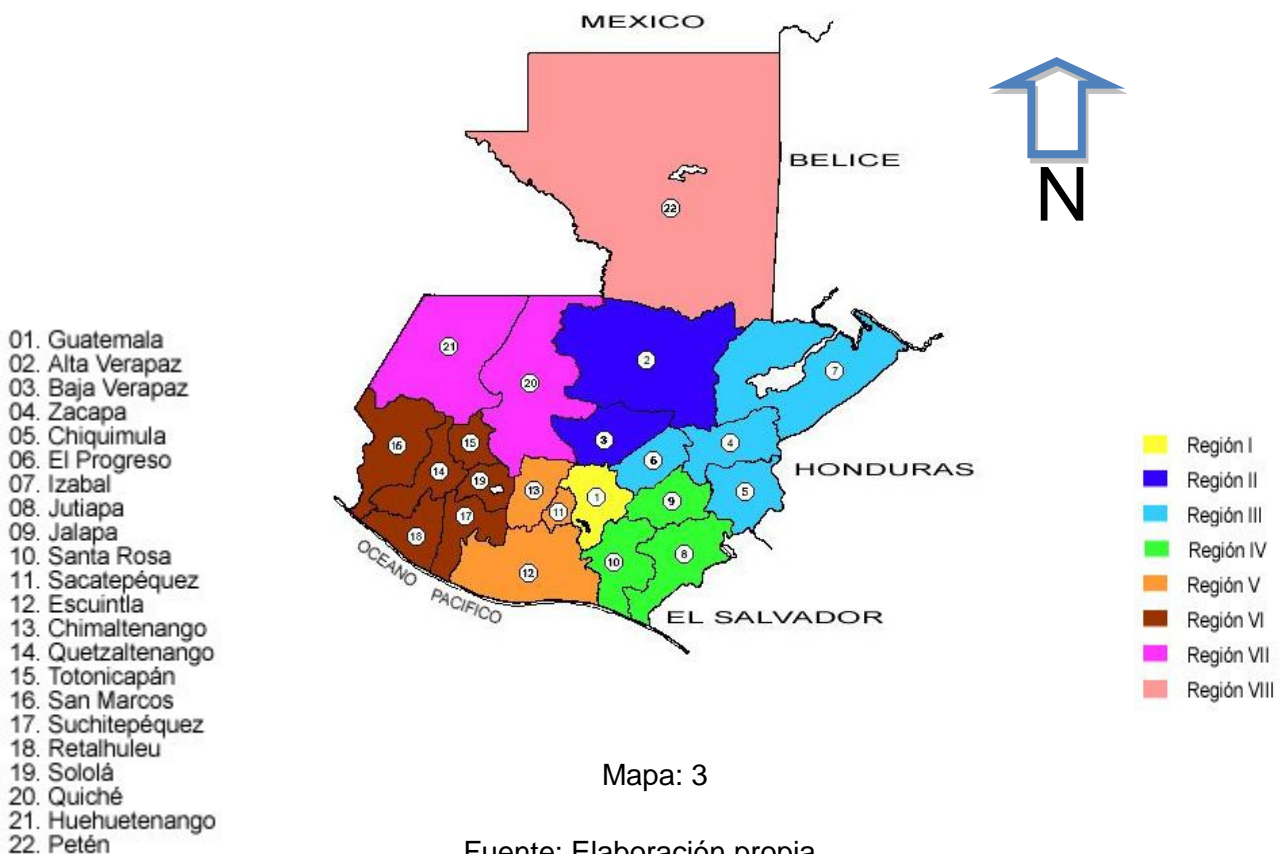 MEXICO
BELICE
N
22
01. Guatemala
02. Alta Verapaz
03. Baja Verapaz
04. Zacapa
05. Chiquimula
06. El Progreso
07. Izabal
08. Jutiapa
09. Jalapa
10. Santa Rosa
11. Sacatepéquez
12. Escuintla
13. Chimaltenango
14. Quetzaltenango
15. Totonicapán
16. San Marcos
17. Suchitepéquez
18. Retalhuleu
19. Sololá
20. Quiché
21. Huehuetenango
22. Petén
21
2
7
20
16
15
3
4
14
6
HONDURAS
19
13
5
1
9
11
17
18
8
10
12
OCEANO PACIFICO
EL SALVADOR
Región I
Región II
Región III
Región IV
Región V
Región VI
Región VII
Región VIII
Mapa: 3
Fuente: Elaboración propia